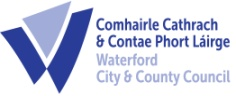 Comhairle Cathrach
& Contae Phort Láirge
Waterford
City & County Council